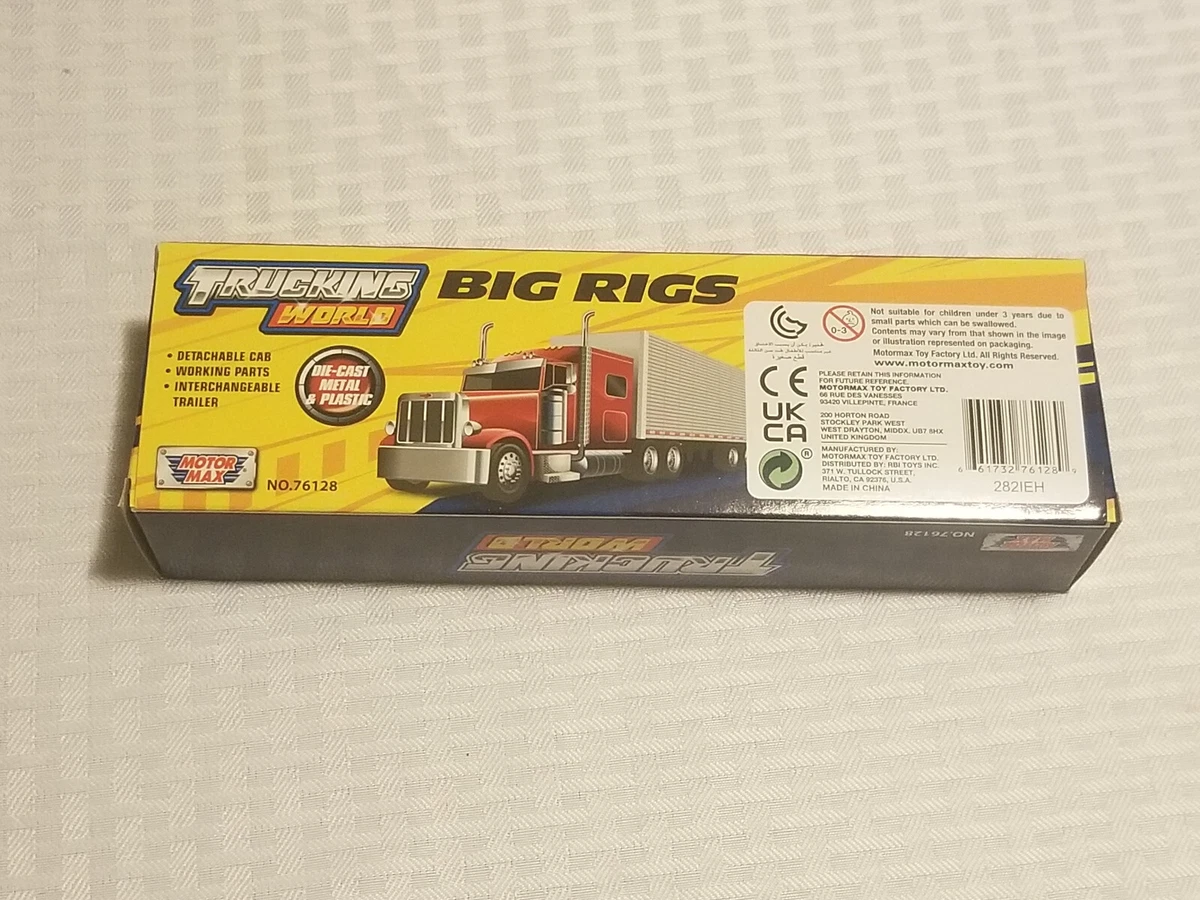 TRUCKING
WORLD
BIG RIGS
• DETACHABLE CAB
• WORKING PARTS
• INTERCHANGEABLE
TRAILER
DIE-CAST
METAL
& PLASTIC
MOTOR
MAX
NO.76128
0-3
Not suitable for children under 3 years due to
small parts which can be swallowed.
Contents may vary from that shown in the image
or illustration represented on packaging.
Motormax Toy Factory Ltd. All Rights Reserved.
www.motormaxtoy.com
CE
UK
CA
®
PLEASE RETAIN THIS INFORMATION
FOR FUTURE REFERENCE.
MOTORMAX TOY FACTORY LTD.
66 RUE DES VANESSES
93420 VILLEPINTE, FRANCE
200 HORTON ROAD
STOCKLEY PARK WEST
WEST DRAYTON, MIDDX, UB7 8HX
UNITED KINGDOM
MANUFACTURED BY:
MOTORMAX TOY FACTORY LTD.
DISTRIBUTED BY: RBI TOYS INC.
371 W. TULLOCK STREET,
RIALTO, CA 92376, U.S.A.
MADE IN CHINA
6 61732 76128 9
282IEH
TRUCKING
WORLD
NO.76128